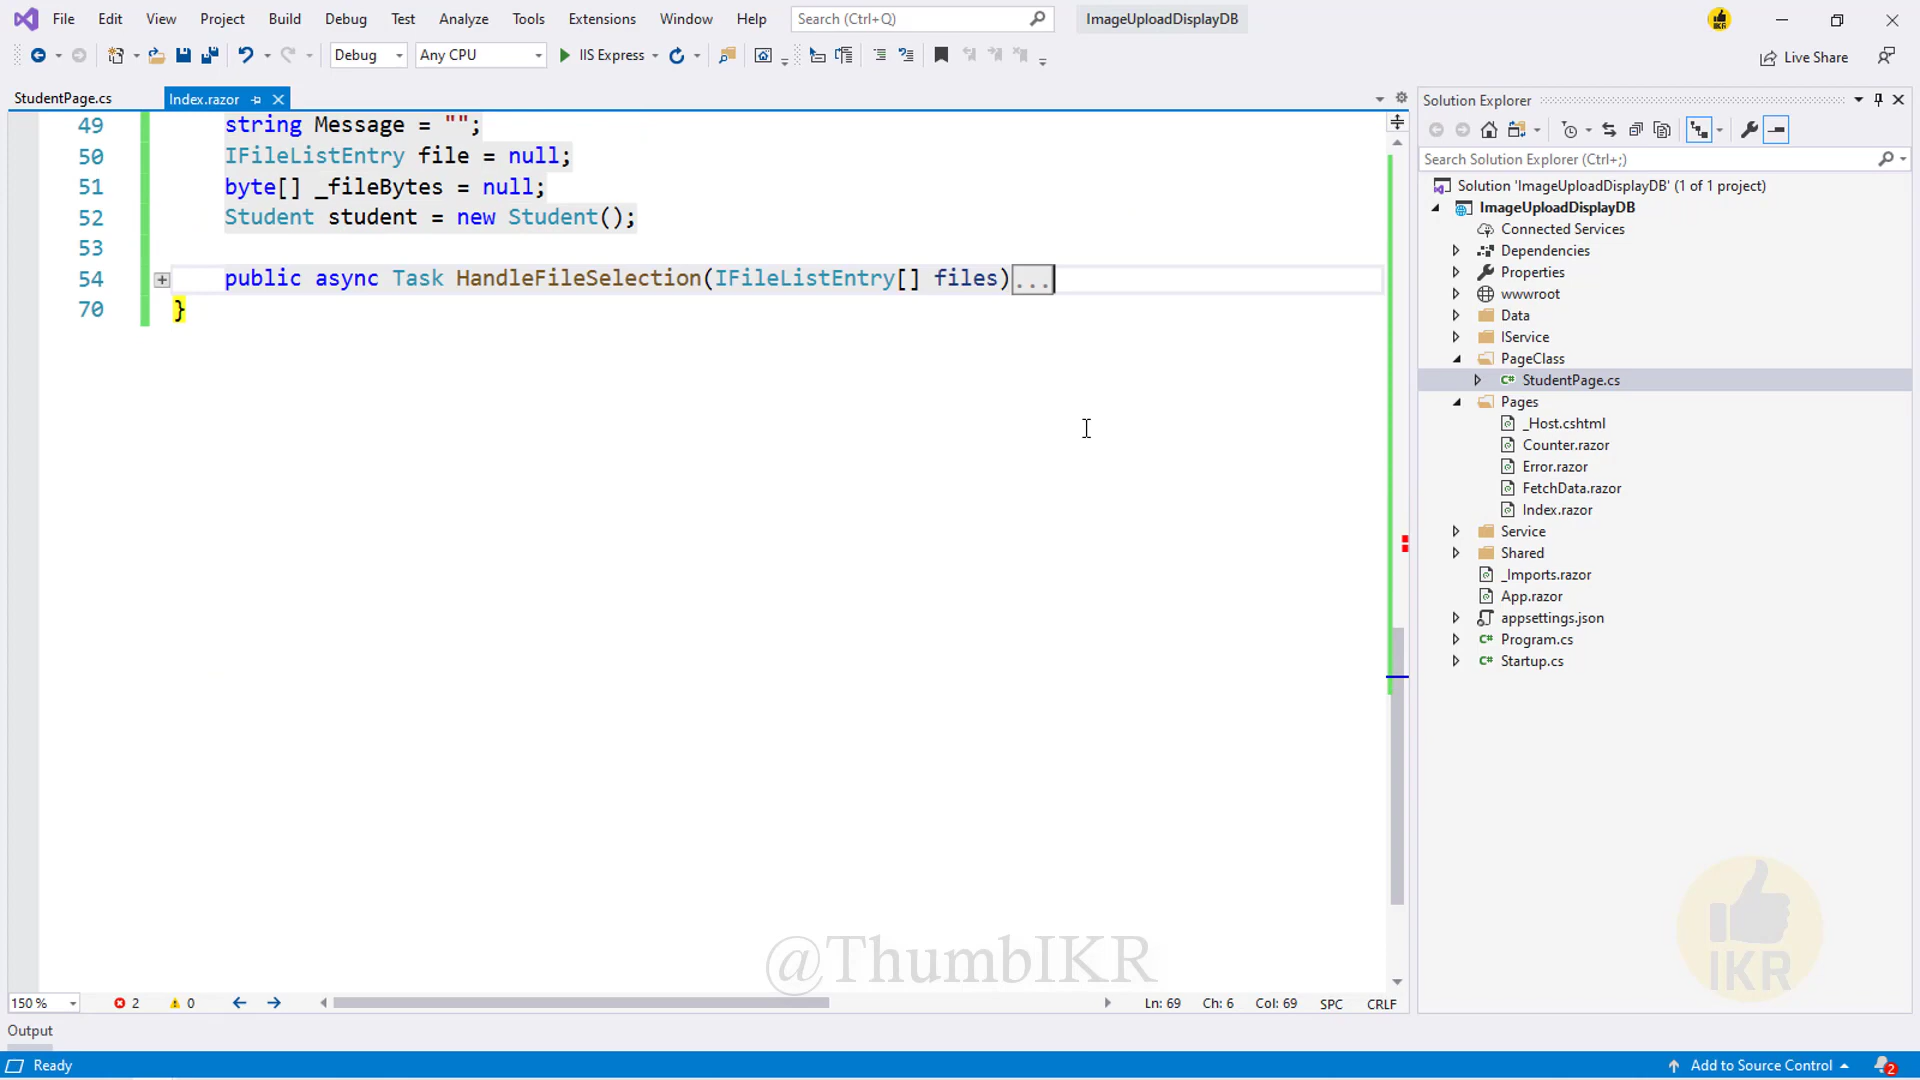 File Edit View Project Build Debug Test Analyze Tools Extensions Window Help Search (Ctrl+Q) ImageUploadDisplayDB
Debug Any CPU IIS Express Live Share
StudentPage.cs Index.razor
49 string Message = "";
50 IFileListEntry file = null;
51 byte[] _fileBytes = null;
52 Student student = new Student();
53
54 public async Task HandleFileSelection(IFileListEntry[] files)...
70 }
150 % 2 0 Ln: 69 Ch: 6 Col: 69 SPC CRLF
Output
Ready
Solution Explorer
Search Solution Explorer (Ctrl+;)
Solution 'ImageUploadDisplayDB' (1 of 1 project)
ImageUploadDisplayDB
Connected Services
Dependencies
Properties
wwwroot
Data
IService
PageClass
C# StudentPage.cs
Pages
_Host.cshtml
Counter.razor
Error.razor
FetchData.razor
Index.razor
Service
Shared
_Imports.razor
App.razor
appsettings.json
C# Program.cs
C# Startup.cs
@ThumbIKR
IKR
Add to Source Control 2